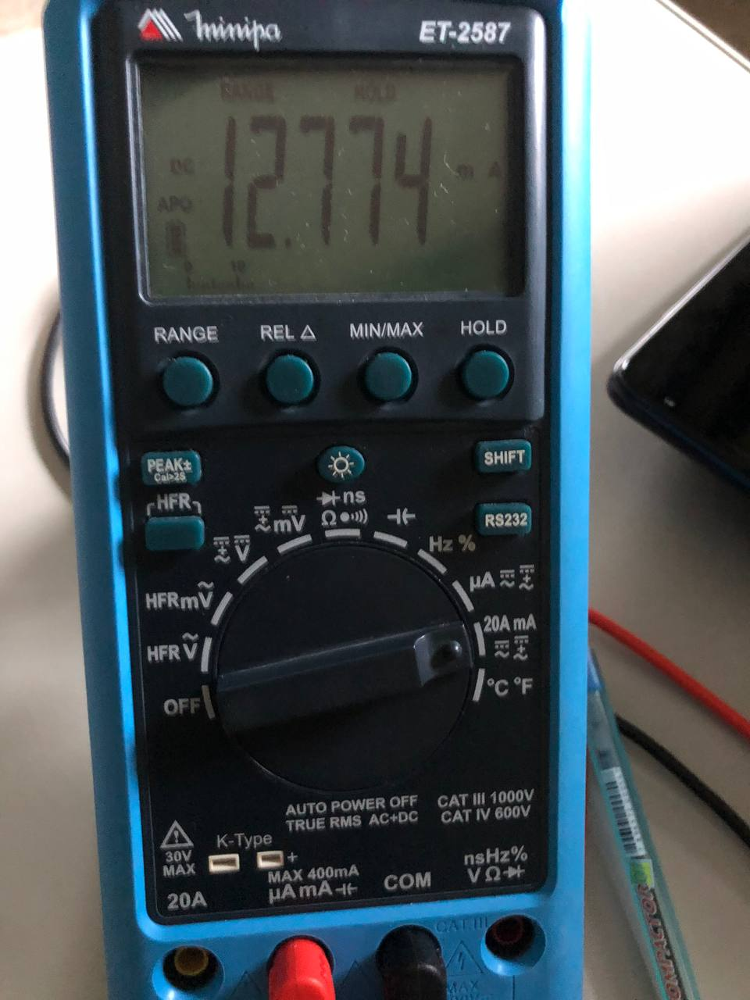 minipa ET-2587
RANGE HOLD
DC 12.774 m A
APO
0 10
RANGE REL △ MIN/MAX HOLD
PEAK± SHIFT
Cal>2S
HFR ns
mV Ω RS232
V Hz %
HFR mV μA
HFR V 20A mA
OFF °C °F
AUTO POWER OFF CAT III 1000V
TRUE RMS AC+DC CAT IV 600V
30V K-Type nsHz%
MAX + V Ω
MAX 400mA
20A μA mA COM
CAT.III
MAX